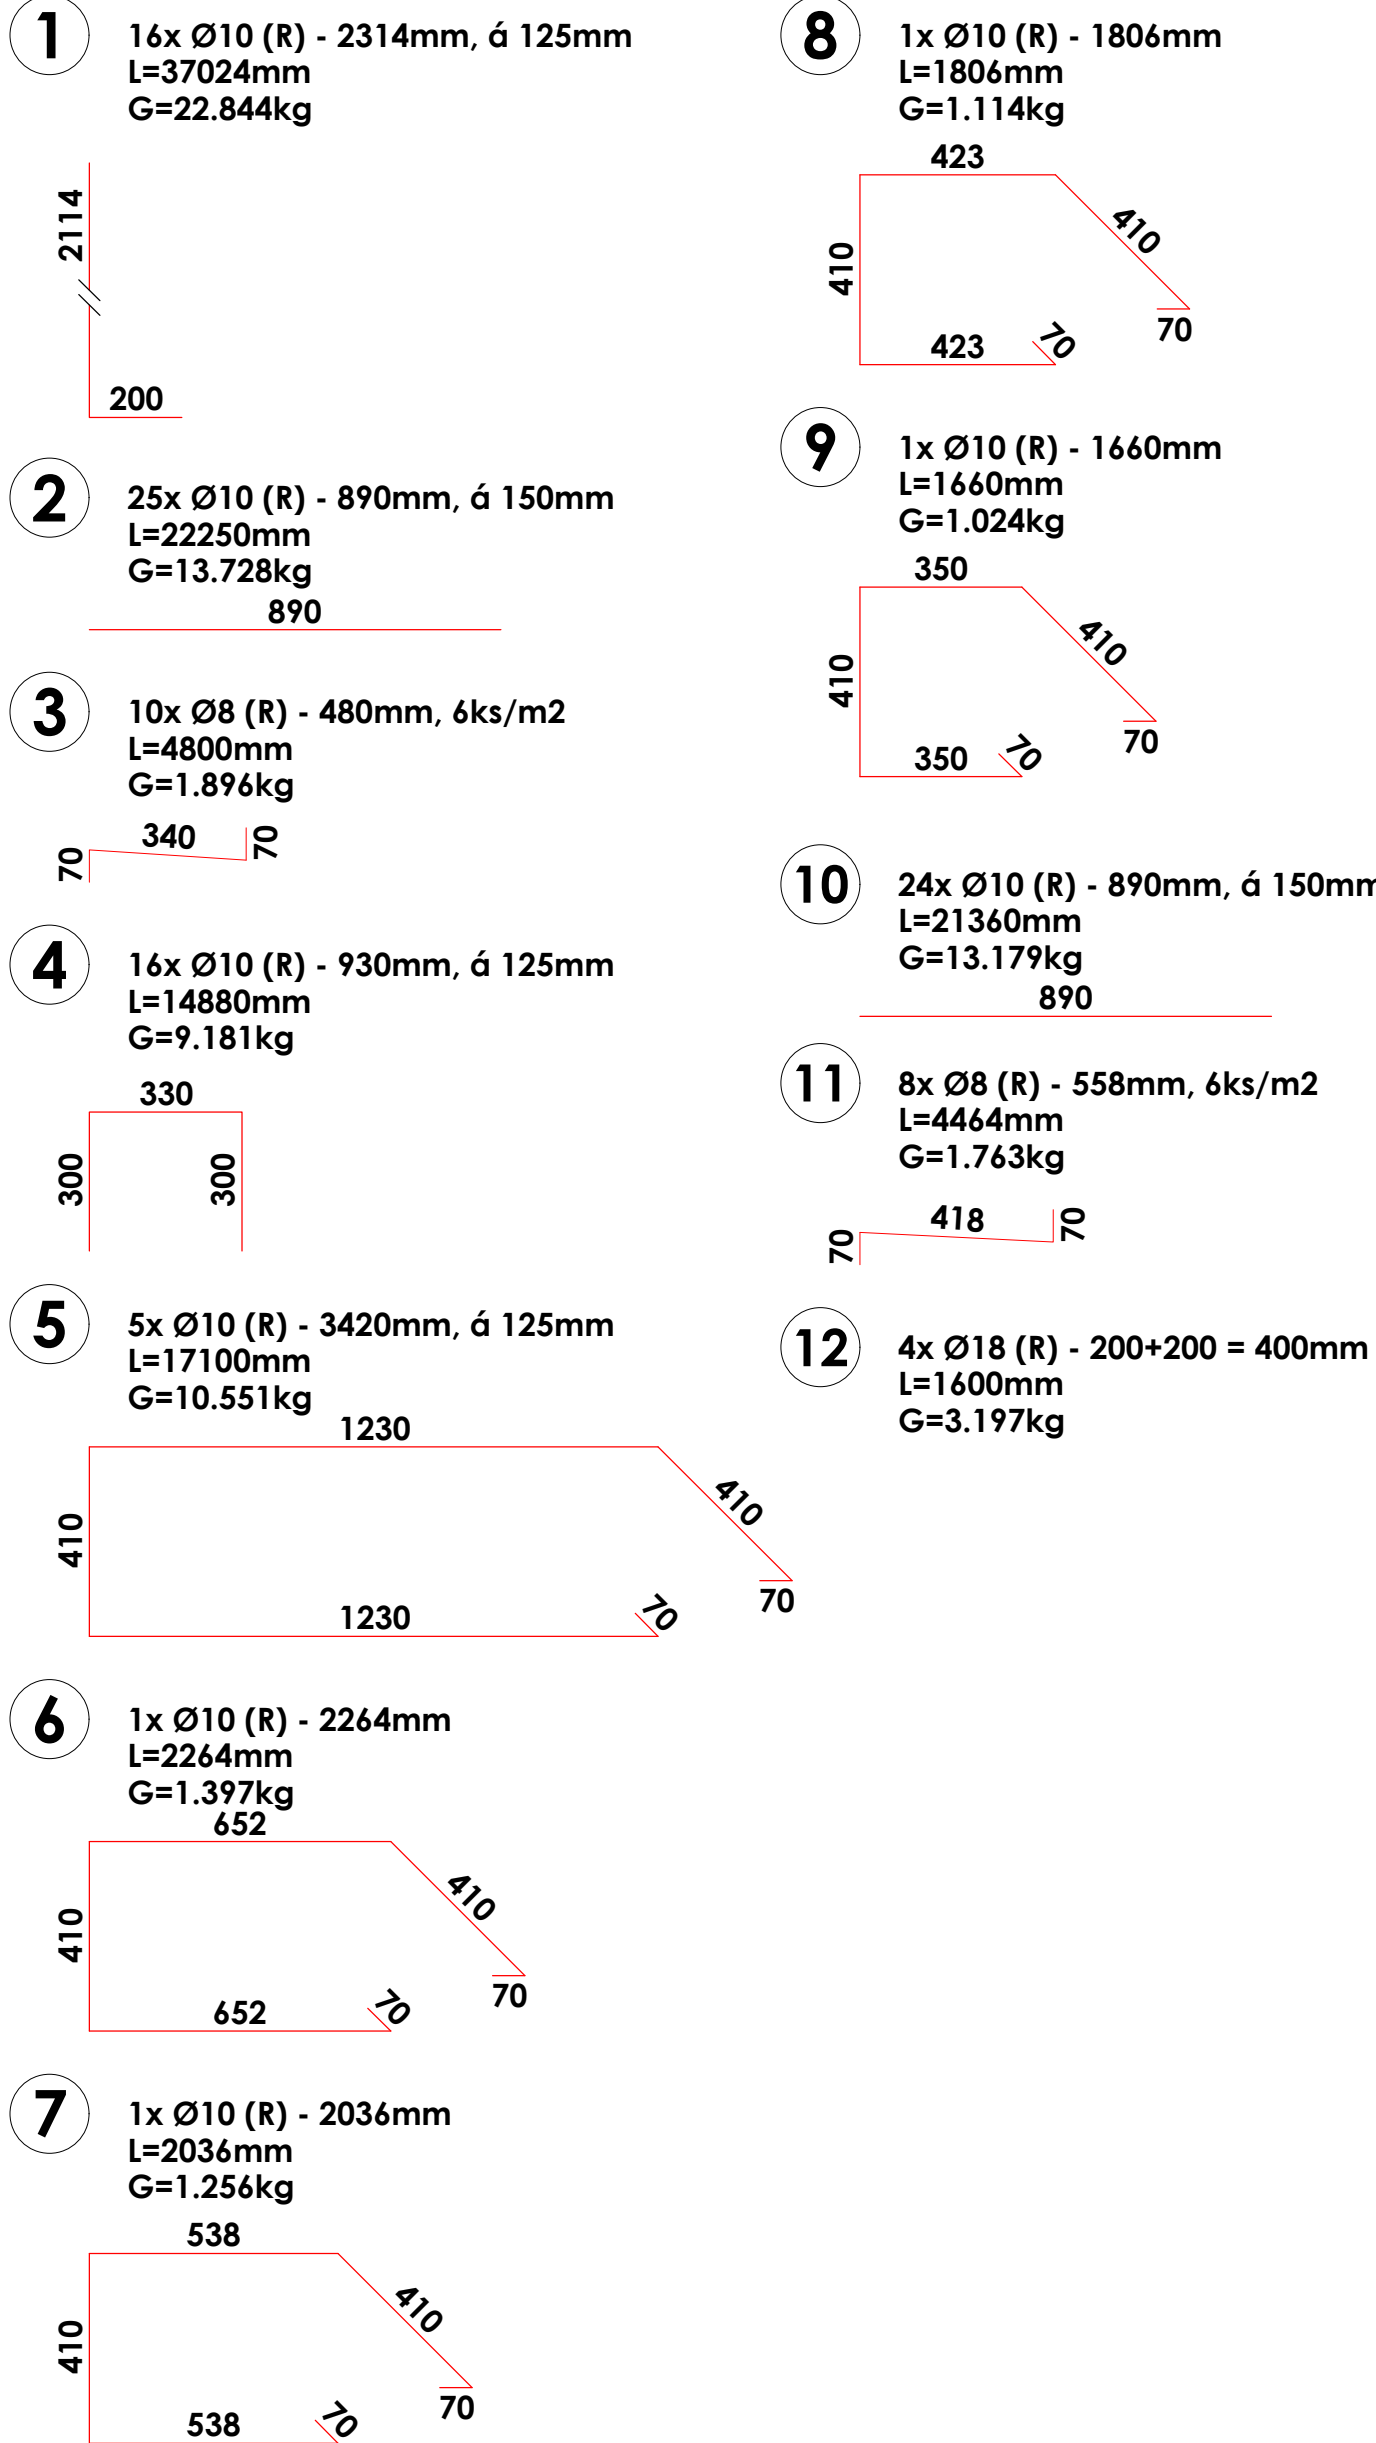 1
16x Ø10 (R) - 2314mm, á 125mm
L=37024mm
G=22.844kg
2114
200
2
25x Ø10 (R) - 890mm, á 150mm
L=22250mm
G=13.728kg
890
3
10x Ø8 (R) - 480mm, 6ks/m2
L=4800mm
G=1.896kg
70
340
70
4
16x Ø10 (R) - 930mm, á 125mm
L=14880mm
G=9.181kg
330
300
300
5
5x Ø10 (R) - 3420mm, á 125mm
L=17100mm
G=10.551kg
1230
410
410
70
1230
70
6
1x Ø10 (R) - 2264mm
L=2264mm
G=1.397kg
652
410
410
70
652
70
7
1x Ø10 (R) - 2036mm
L=2036mm
G=1.256kg
538
410
410
70
538
70
8
1x Ø10 (R) - 1806mm
L=1806mm
G=1.114kg
423
410
410
70
423
70
9
1x Ø10 (R) - 1660mm
L=1660mm
G=1.024kg
350
410
410
70
350
70
10
24x Ø10 (R) - 890mm, á 150mm
L=21360mm
G=13.179kg
890
11
8x Ø8 (R) - 558mm, 6ks/m2
L=4464mm
G=1.763kg
70
418
70
12
4x Ø18 (R) - 200+200 = 400mm
L=1600mm
G=3.197kg